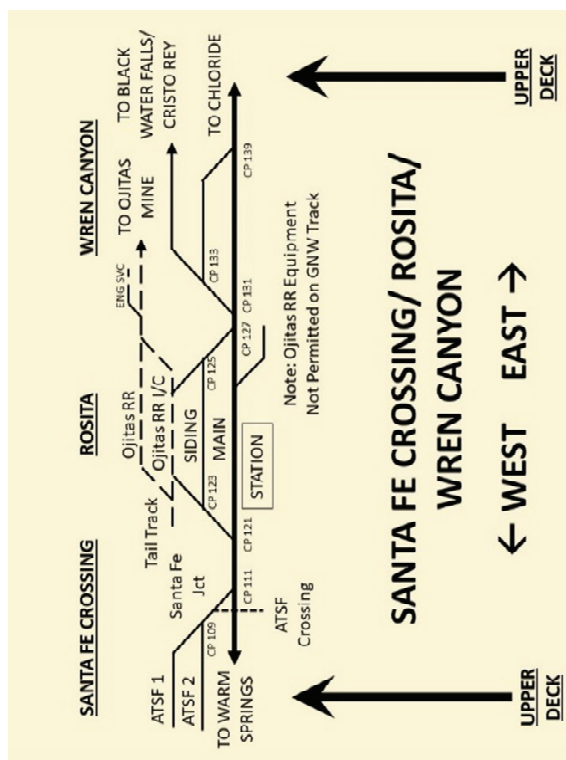 SANTA FE CROSSING
ROSITA
WREN CANYON
ATSF 1
ATSF 2
TO WARM
SPRINGS
Santa Fe
Jct
CP 109
CP 111
ATSF
Crossing
Tail Track
Ojitas RR
Ojitas RR I/C
SIDING
MAIN
STATION
CP 121
CP 123
CP 125
CP 127
ENG SVC
TO OJITAS
MINE
TO BLACK
WATER FALLS/
CRISTO REY
TO CHLORIDE
CP 131
CP 133
CP 139
Note: Ojitas RR Equipment
Not Permitted on GNW Track
UPPER
DECK
SANTA FE CROSSING/ ROSITA/
WREN CANYON
← WEST EAST →
UPPER
DECK